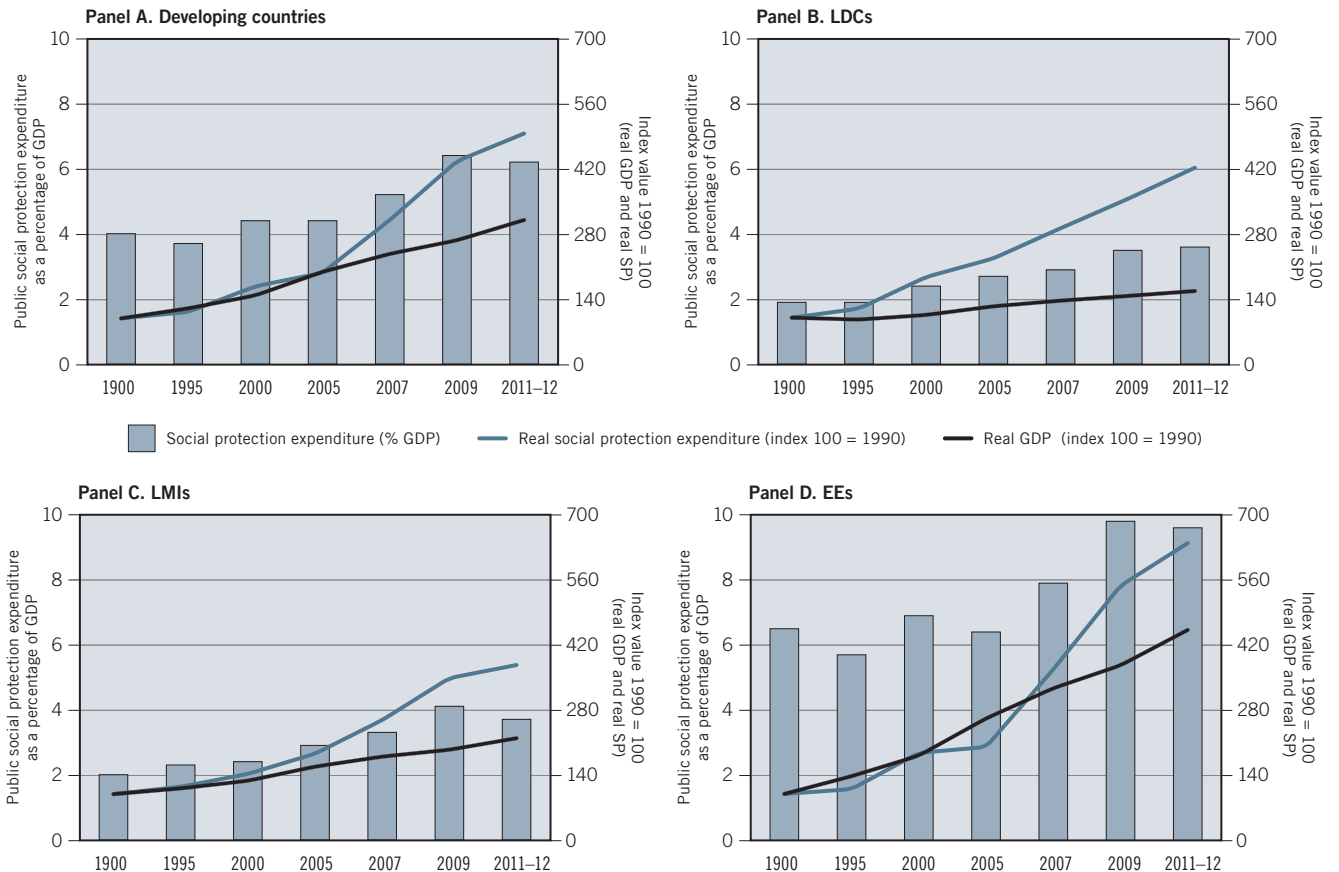 Panel A. Developing countries
Public social protection expenditure
as a percentage of GDP
10
8
6
4
2
0
700
560
420
280
140
0
Index value 1990 = 100
(real GDP and real SP)
1900 1995 2000 2005 2007 2009 2011–12
Panel B. LDCs
Public social protection expenditure
as a percentage of GDP
10
8
6
4
2
0
700
560
420
280
140
0
Index value 1990 = 100
(real GDP and real SP)
1900 1995 2000 2005 2007 2009 2011–12
Social protection expenditure (% GDP) Real social protection expenditure (index 100 = 1990) Real GDP (index 100 = 1990)
Panel C. LMIs
Public social protection expenditure
as a percentage of GDP
10
8
6
4
2
0
700
560
420
280
140
0
Index value 1990 = 100
(real GDP and real SP)
1900 1995 2000 2005 2007 2009 2011–12
Panel D. EEs
Public social protection expenditure
as a percentage of GDP
10
8
6
4
2
0
700
560
420
280
140
0
Index value 1990 = 100
(real GDP and real SP)
1900 1995 2000 2005 2007 2009 2011–12